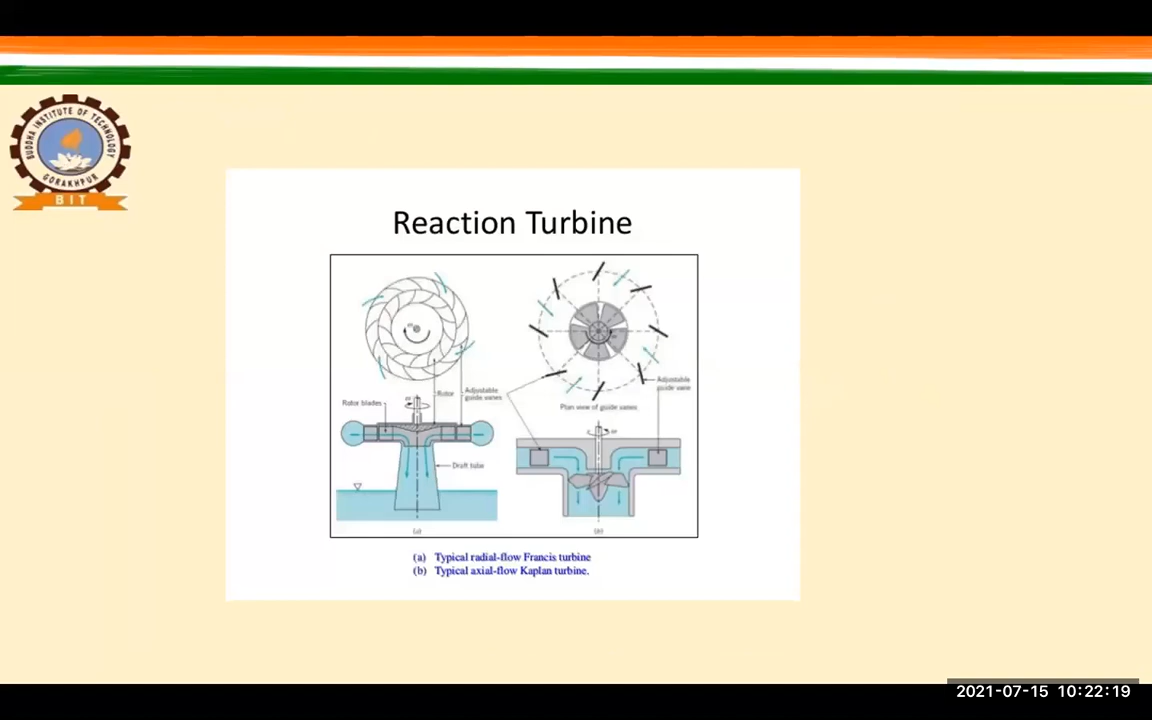 BUDDHA INSTITUTE OF TECHNOLOGY
GORAKHPUR
BIT
Reaction Turbine
Rotor
Adjustable
guide vanes
Rotor blades
Draft tube
(a)
Adjustable
guide vane
Plan view of guide vanes
(b)
(a) Typical radial-flow Francis turbine
(b) Typical axial-flow Kaplan turbine.
2021-07-15 10:22:19